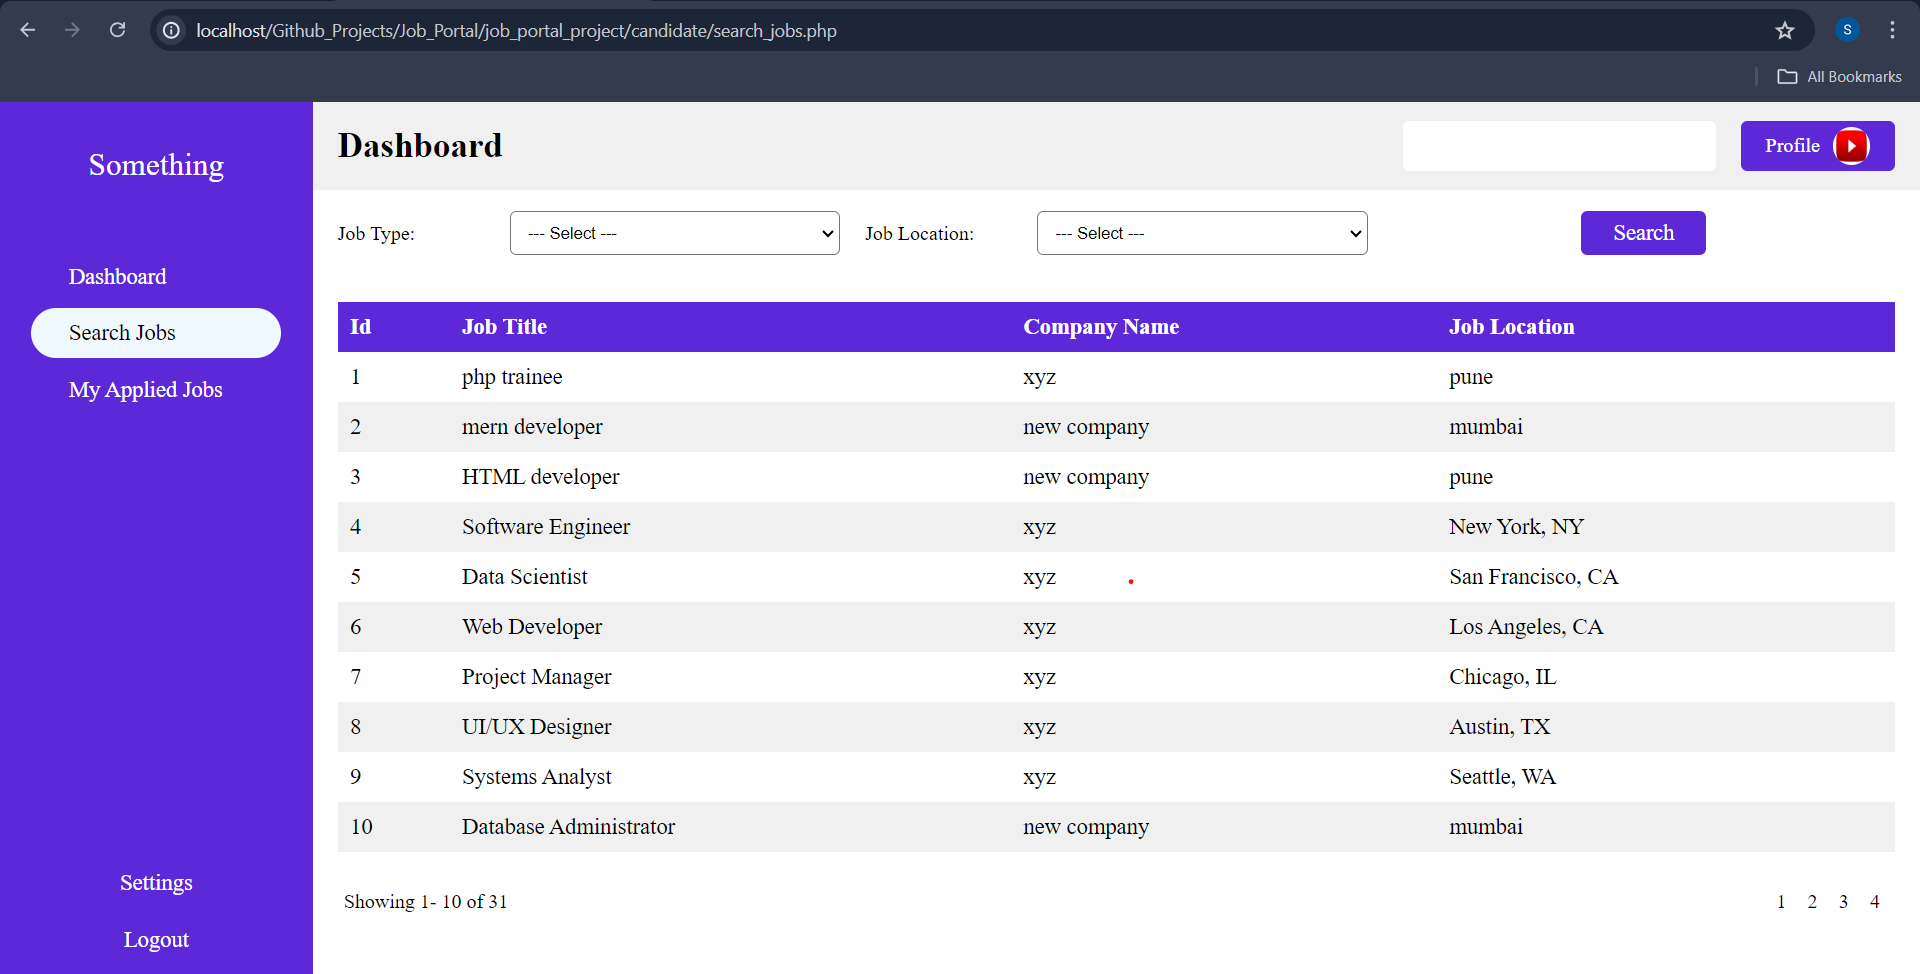 localhost/Github_Projects/Job_Portal/job_portal_project/candidate/search_jobs.php
S
All Bookmarks
Something
Dashboard
Search Jobs
My Applied Jobs
Settings
Logout
Dashboard
Profile
Job Type: --- Select --- Job Location: --- Select --- Search
Id Job Title Company Name Job Location
1 php trainee xyz pune
2 mern developer new company mumbai
3 HTML developer new company pune
4 Software Engineer xyz New York, NY
5 Data Scientist xyz San Francisco, CA
6 Web Developer xyz Los Angeles, CA
7 Project Manager xyz Chicago, IL
8 UI/UX Designer xyz Austin, TX
9 Systems Analyst xyz Seattle, WA
10 Database Administrator new company mumbai
Showing 1- 10 of 31 1 2 3 4